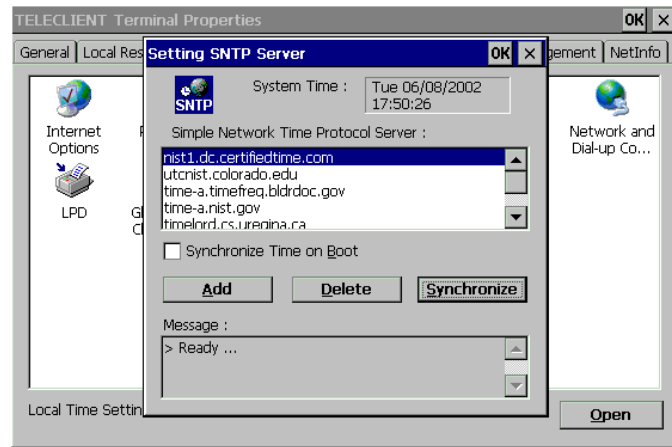 TELECLIENT Terminal Properties OK
General Local Res gement NetInfo
Setting SNTP Server OK
SNTP
System Time : Tue 06/08/2002
17:50:26
Simple Network Time Protocol Server :
nist1.dc.certifiedtime.com
utcnist.colorado.edu
time-a.timefreq.bldrdoc.gov
time-a.nist.gov
timelord.cs.uregina.ca
Synchronize Time on Boot
Add Delete Synchronize
Message :
> Ready ...
Internet
Options
LPD
Network and
Dial-up Co...
Local Time Settin
Open